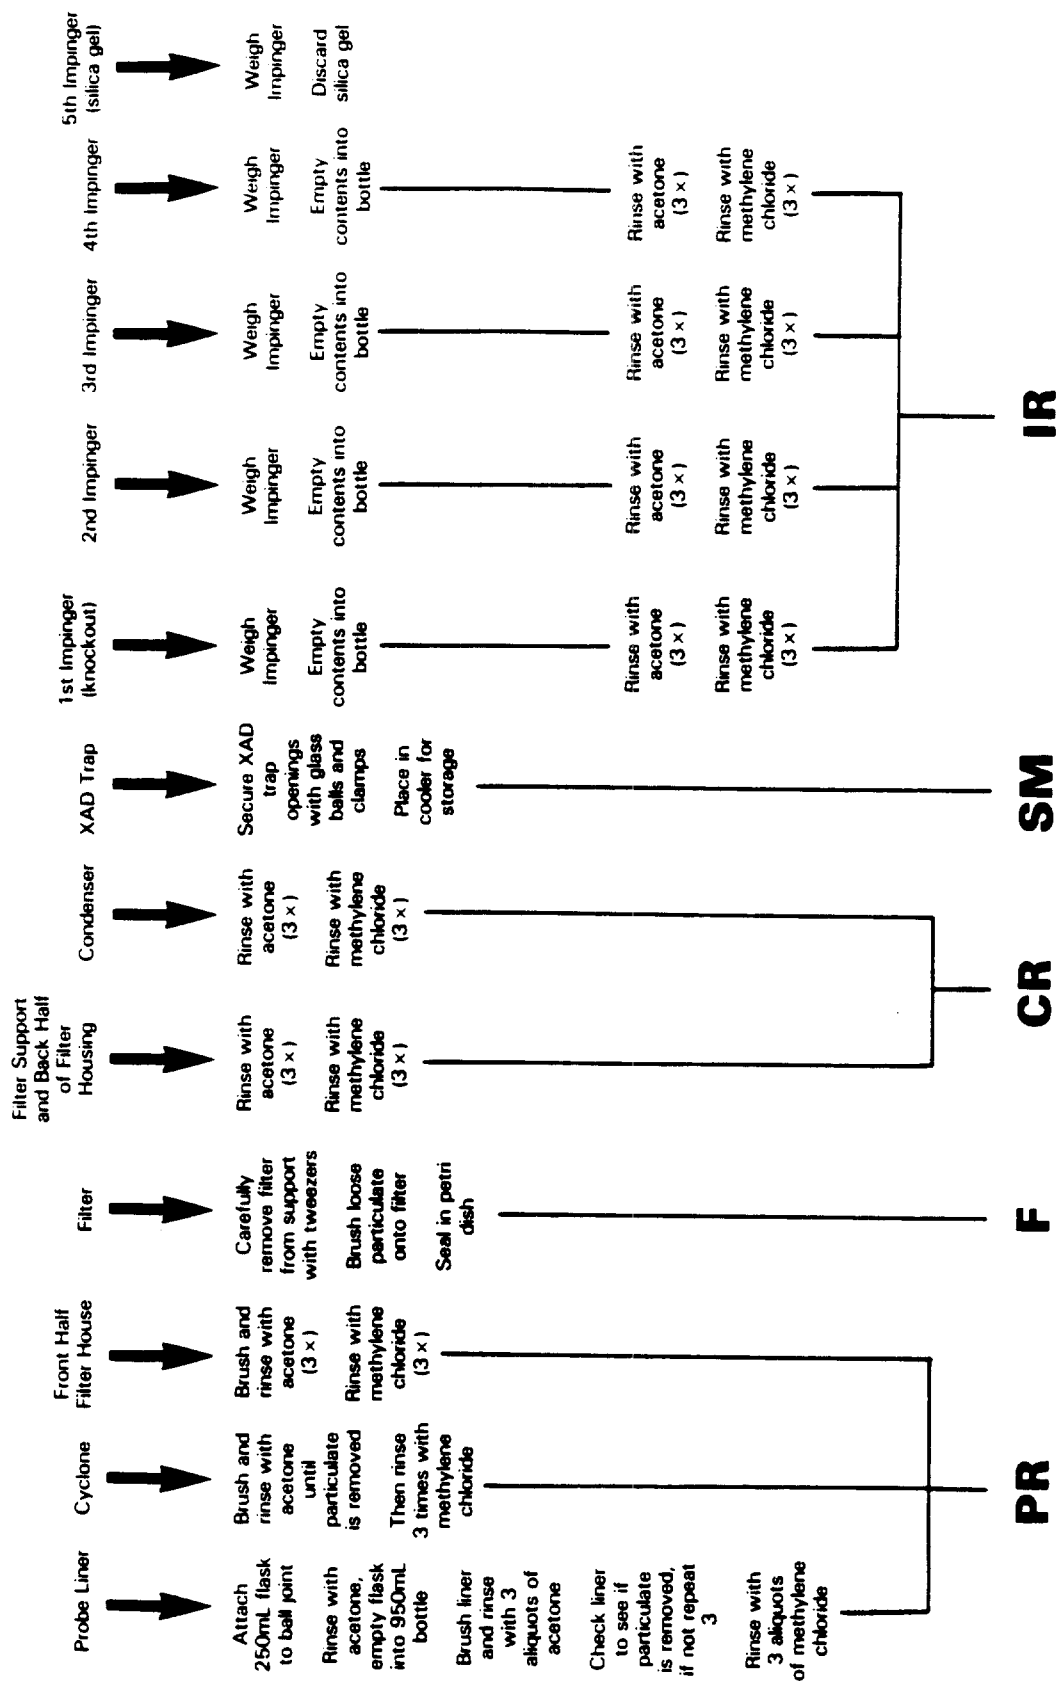 Probe Liner
Attach
250mL flask
to ball joint
Rinse with
acetone,
empty flask
into 950mL
bottle
Brush liner
and rinse
with 3
aliquots of
acetone
Check liner
to see if
particulate
is removed,
if not repeat
3
Rinse with
3 aliquots
of methylene
chloride
Cyclone
Brush and
rinse with
acetone
until
particulate
is removed
Then rinse
3 times with
methylene
chloride
Front Half
Filter House
Brush and
rinse with
acetone
(3 x)
Rinse with
methylene
chloride
(3 x)
PR
Filter
Carefully
remove filter
from support
with tweezers
Brush loose
particulate
onto filter
Seal in petri
dish
F
Filter Support
and Back Half
of Filter
Housing
Rinse with
acetone
(3 x)
Rinse with
methylene
chloride
(3 x)
Condenser
Rinse with
acetone
(3 x)
Rinse with
methylene
chloride
(3 x)
CR
XAD Trap
Secure XAD
trap
openings
with glass
balls and
clamps
Place in
cooler for
storage
SM
1st Impinger
(knockout)
Weigh
Impinger
Empty
contents into
bottle
Rinse with
acetone
(3 x)
Rinse with
methylene
chloride
(3 x)
2nd Impinger
Weigh
Impinger
Empty
contents into
bottle
Rinse with
acetone
(3 x)
Rinse with
methylene
chloride
(3 x)
3rd Impinger
Weigh
Impinger
Empty
contents into
bottle
Rinse with
acetone
(3 x)
Rinse with
methylene
chloride
(3 x)
4th Impinger
Weigh
Impinger
Empty
contents into
bottle
Rinse with
acetone
(3 x)
Rinse with
methylene
chloride
(3 x)
IR
5th Impinger
(silica gel)
Weigh
Impinger
Discard
silica gel